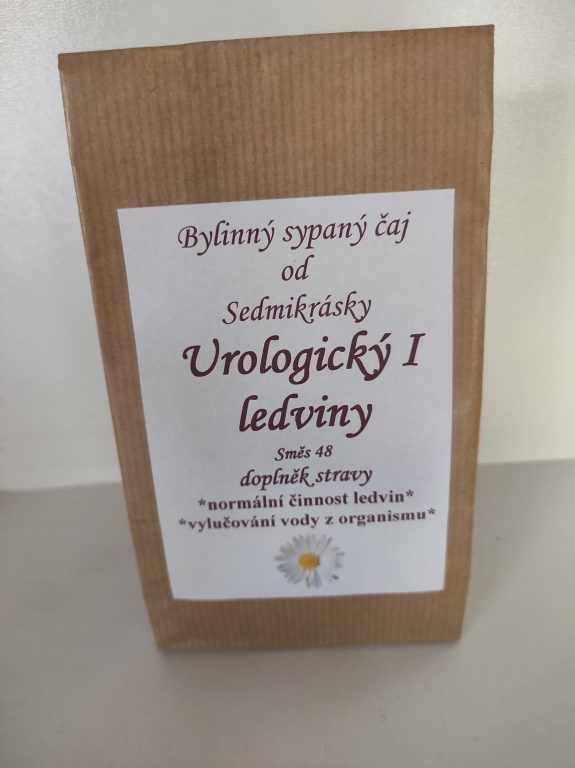 Bylinný sypaný čaj
od
Sedmikrásky
Urologický I
ledviny
Směs 48
doplněk stravy
*normální činnost ledvin*
*vylučování vody z organismu*